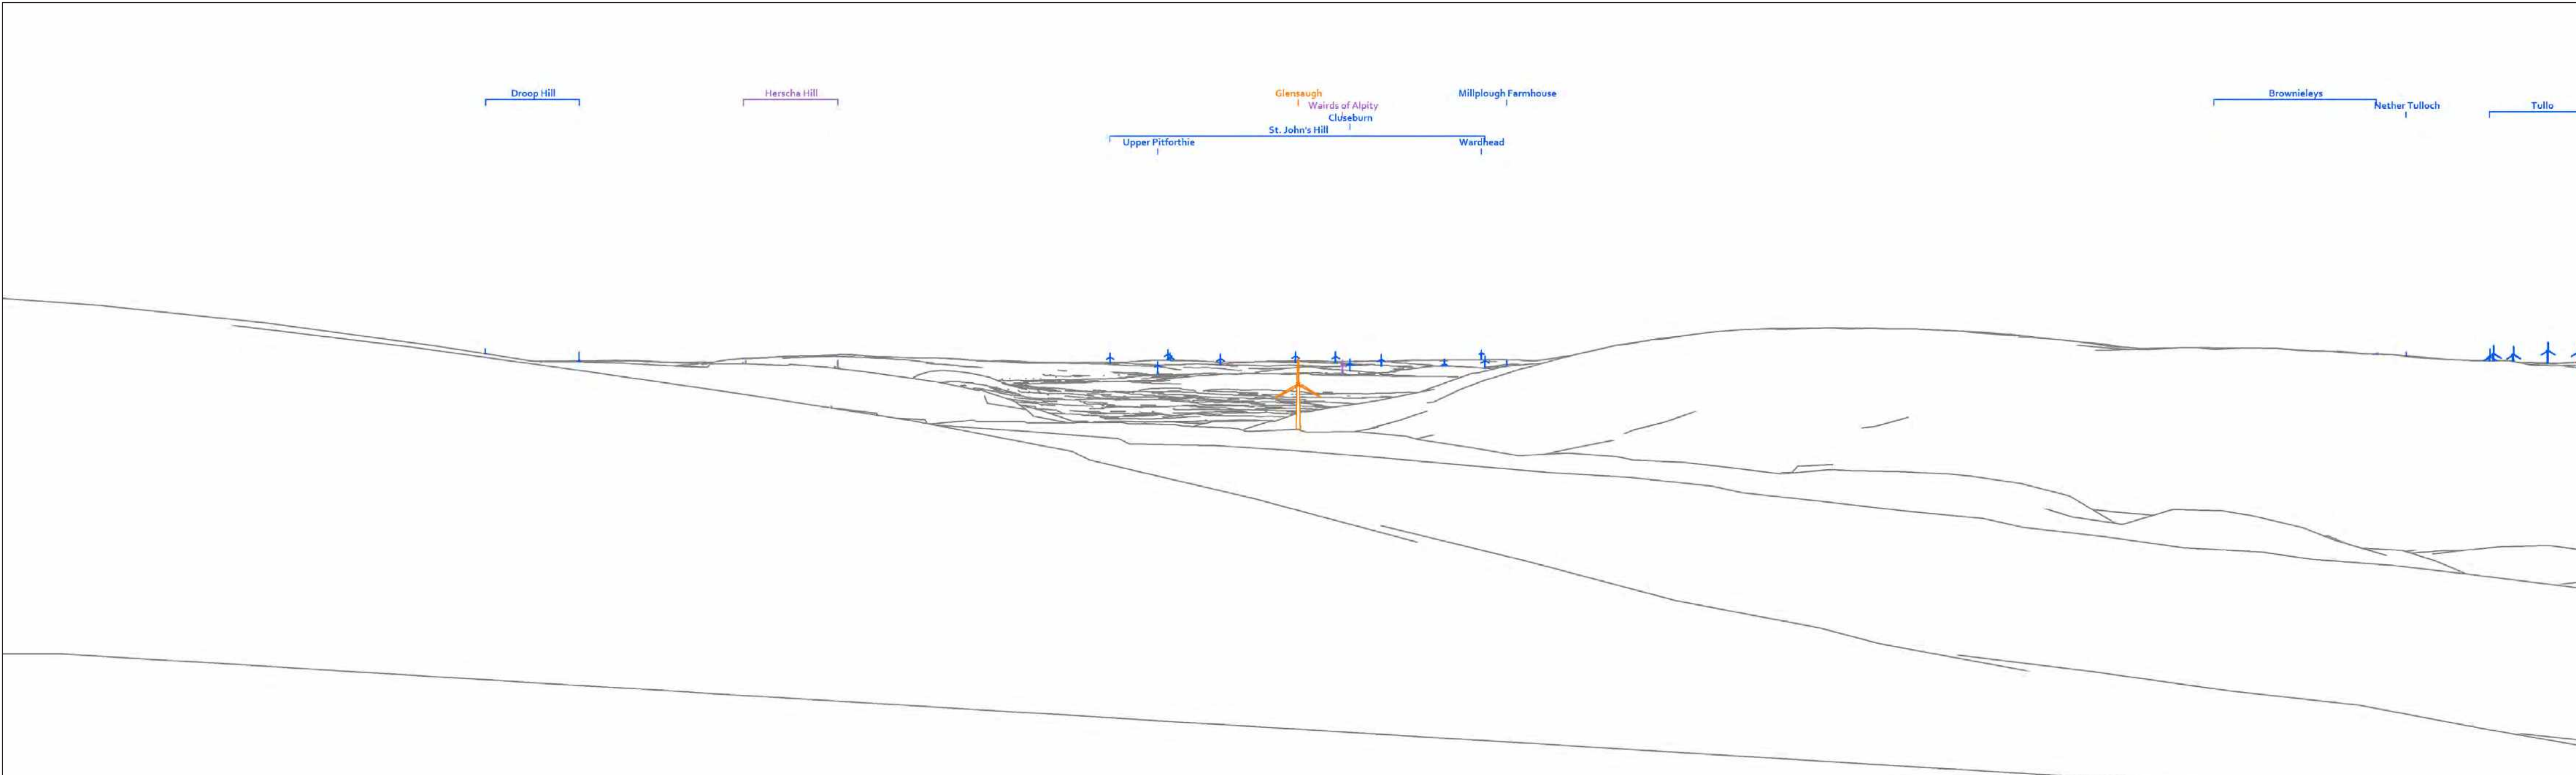 Droop Hill
Herscha Hill
Glensaugh
Millplough Farmhouse
Brownieleys
Wairds of Alpity
Nether Tulloch
Tullo
Cluseburn
St. John's Hill
Upper Pitforthie
Wardhead